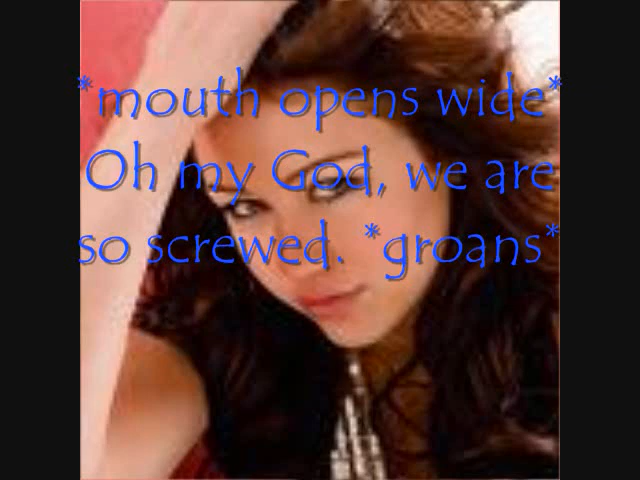 *mouth opens wide*
Oh my God, we are
so screwed. *groans*